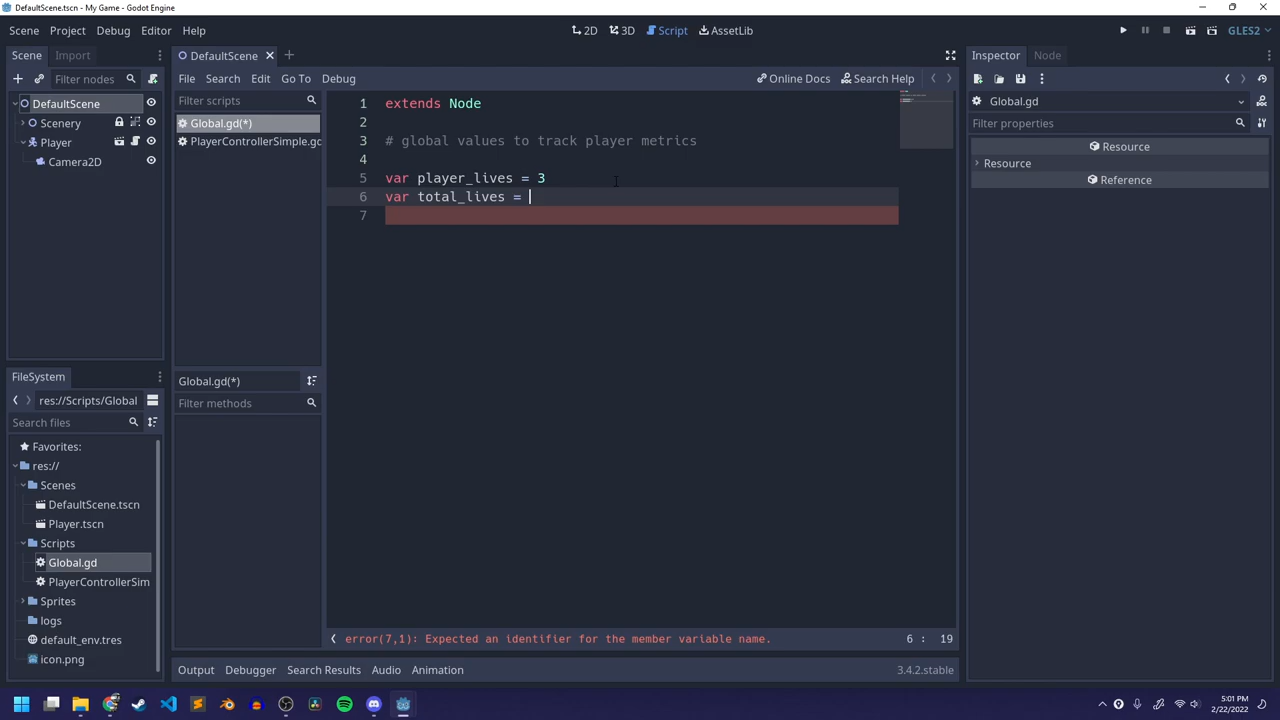 DefaultScene.tscn - My Game - Godot Engine
Scene Project Debug Editor Help
2D 3D Script AssetLib
GLES2
Scene Import
Filter nodes
DefaultScene
Scenery
Player
Camera2D
FileSystem
res://Scripts/Global
Search files
Favorites:
res://
Scenes
DefaultScene.tscn
Player.tscn
Scripts
Global.gd
PlayerControllerSim
Sprites
logs
default_env.tres
icon.png
DefaultScene
File Search Edit Go To Debug
Online Docs Search Help
Filter scripts
Global.gd(*)
PlayerControllerSimple.gd
Global.gd(*)
Filter methods
1 extends Node
2
3 # global values to track player metrics
4
5 var player_lives = 3
6 var total_lives =
7
error(7,1): Expected an identifier for the member variable name.
6 : 19
Output Debugger Search Results Audio Animation
3.4.2.stable
Inspector Node
Global.gd
Filter properties
Resource
Resource
Reference
5:01 PM
2/22/2022